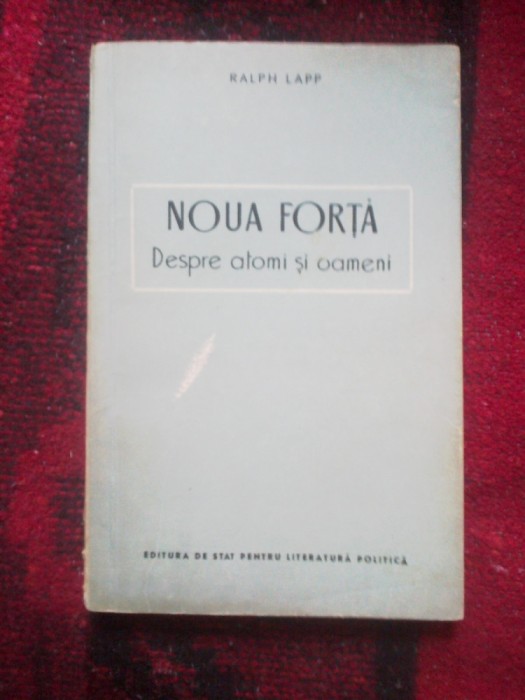 RALPH LAPP
NOUA FORȚĂ
Despre atomi și oameni
EDITURA DE STAT PENTRU LITERATURĂ POLITICĂ